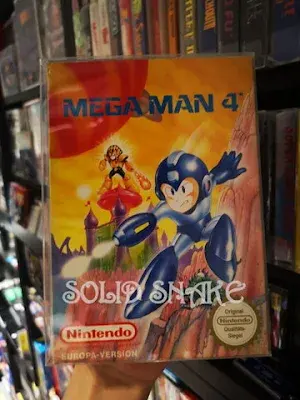 MEGA MAN 4
SOLID SNAKE
Nintendo
EUROPA-VERSION
Original
Nintendo
Qualitäts
Siegel